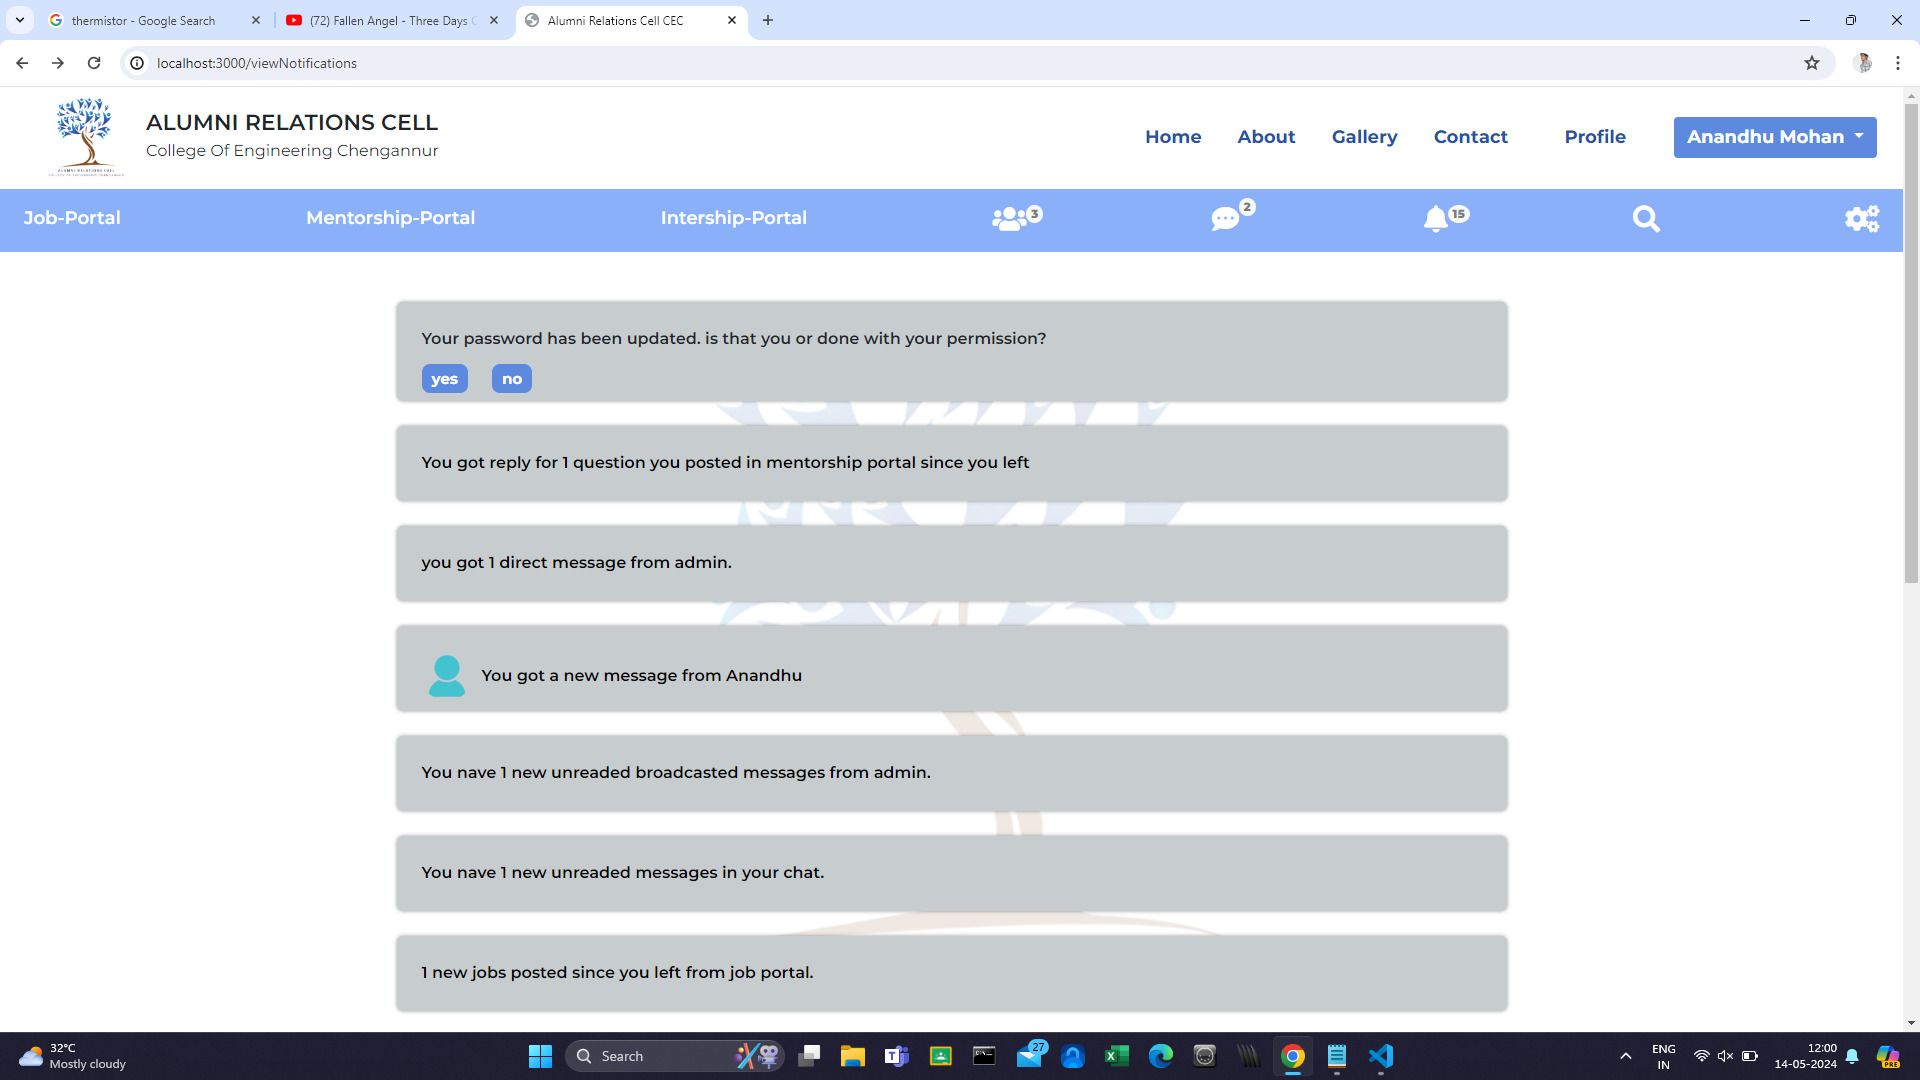 thermistor - Google Search
(72) Fallen Angel - Three Days
Alumni Relations Cell CEC
localhost:3000/viewNotifications
ALUMNI RELATIONS CELL
College Of Engineering Chengannur
Home About Gallery Contact Profile Anandhu Mohan
Job-Portal Mentorship-Portal Intership-Portal 3 2 15
Your password has been updated. is that you or done with your permission?
yes no
You got reply for 1 question you posted in mentorship portal since you left
you got 1 direct message from admin.
You got a new message from Anandhu
You nave 1 new unreaded broadcasted messages from admin.
You nave 1 new unreaded messages in your chat.
1 new jobs posted since you left from job portal.
32°C
Mostly cloudy
Search
27
ENG
IN
12:00
14-05-2024
PRE